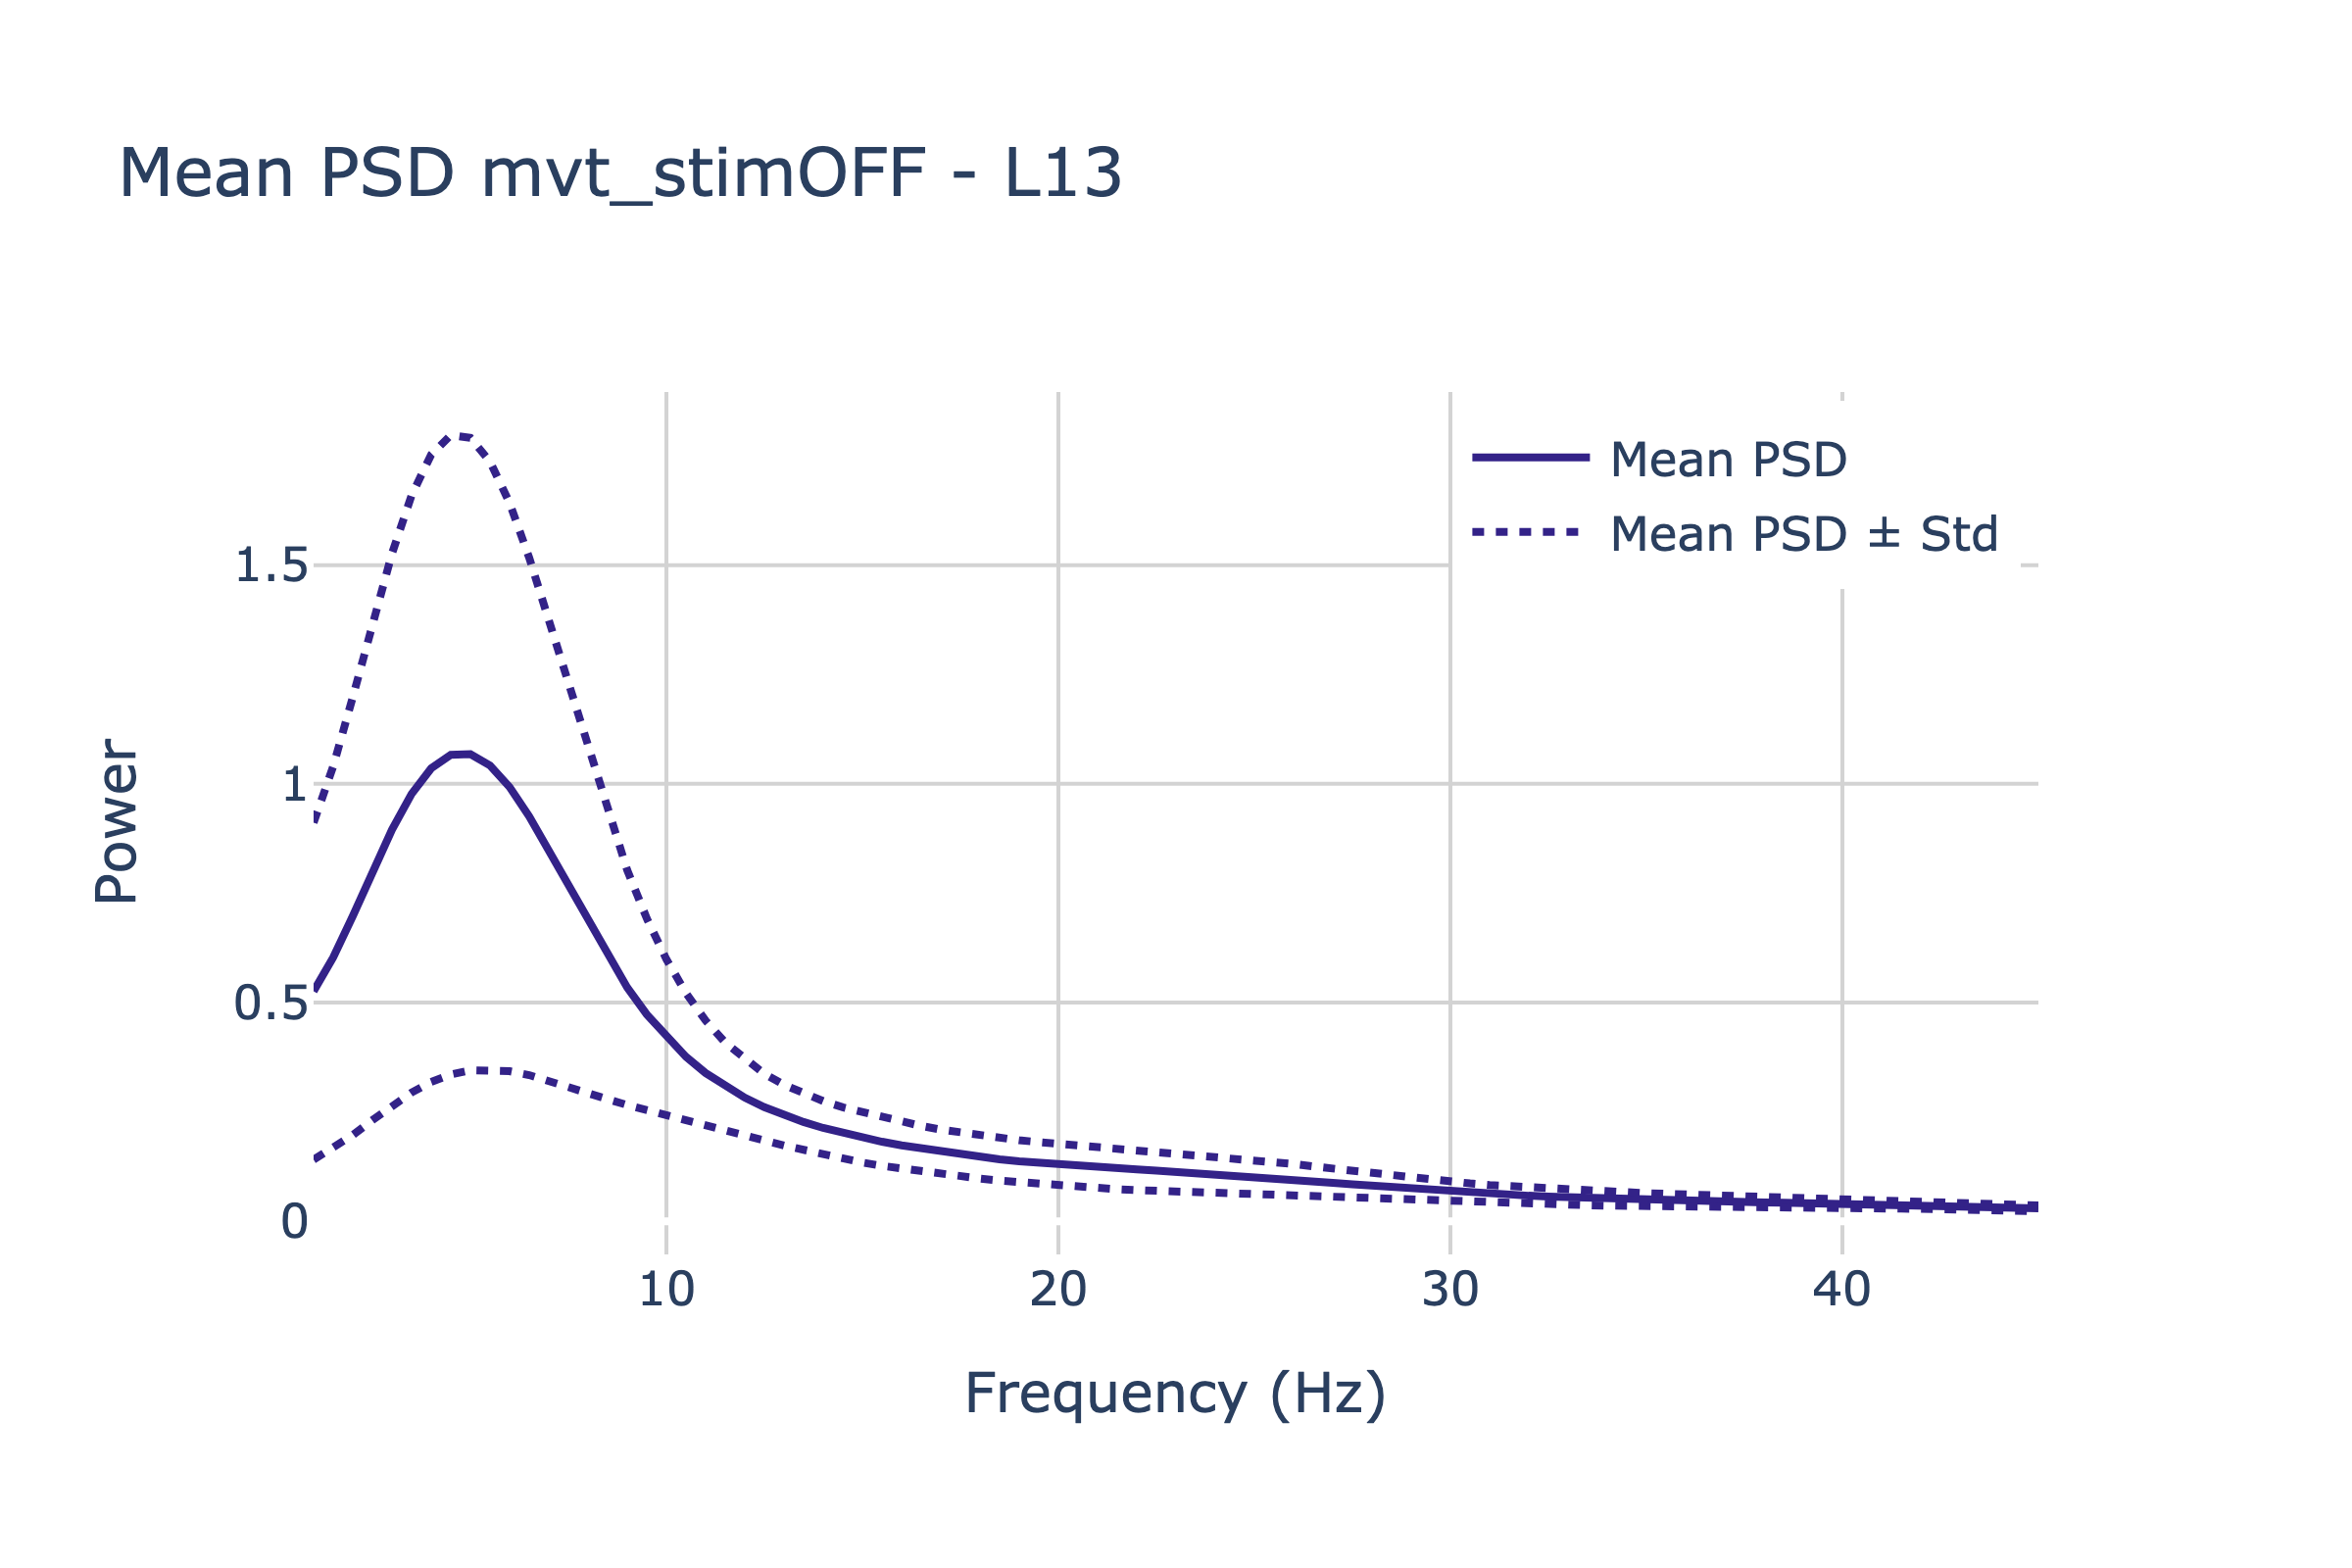 Mean PSD mvt_stimOFF - L13
Mean PSD
Mean PSD ± Std
1.5
1
0.5
0
Power
10 20 30 40
Frequency (Hz)